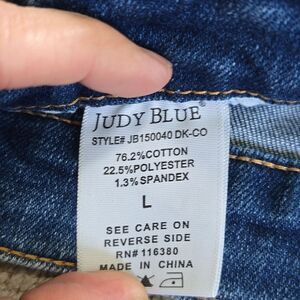 JUDY BLUE®
STYLE# JB150040 DK-CO
76.2%COTTON
22.5%POLYESTER
1.3%SPANDEX
L
SEE CARE ON
REVERSE SIDE
RN# 116380
MADE IN CHINA